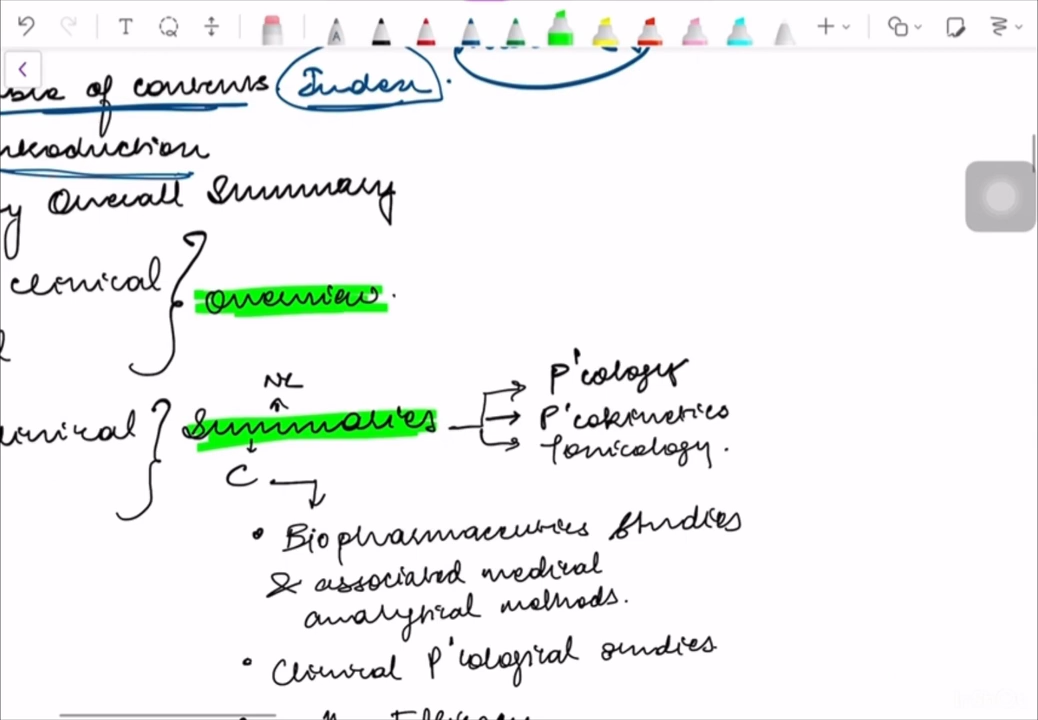 of contents Index.
ntroduction
y Overall Summary
clinical } overview.
NC
clinical } Summaries
P'cology
P'cokinetics
Toxicology.
C
• Biopharmaceutics studies
& associated medical
analytical methods.
• Clinical P'cological studies